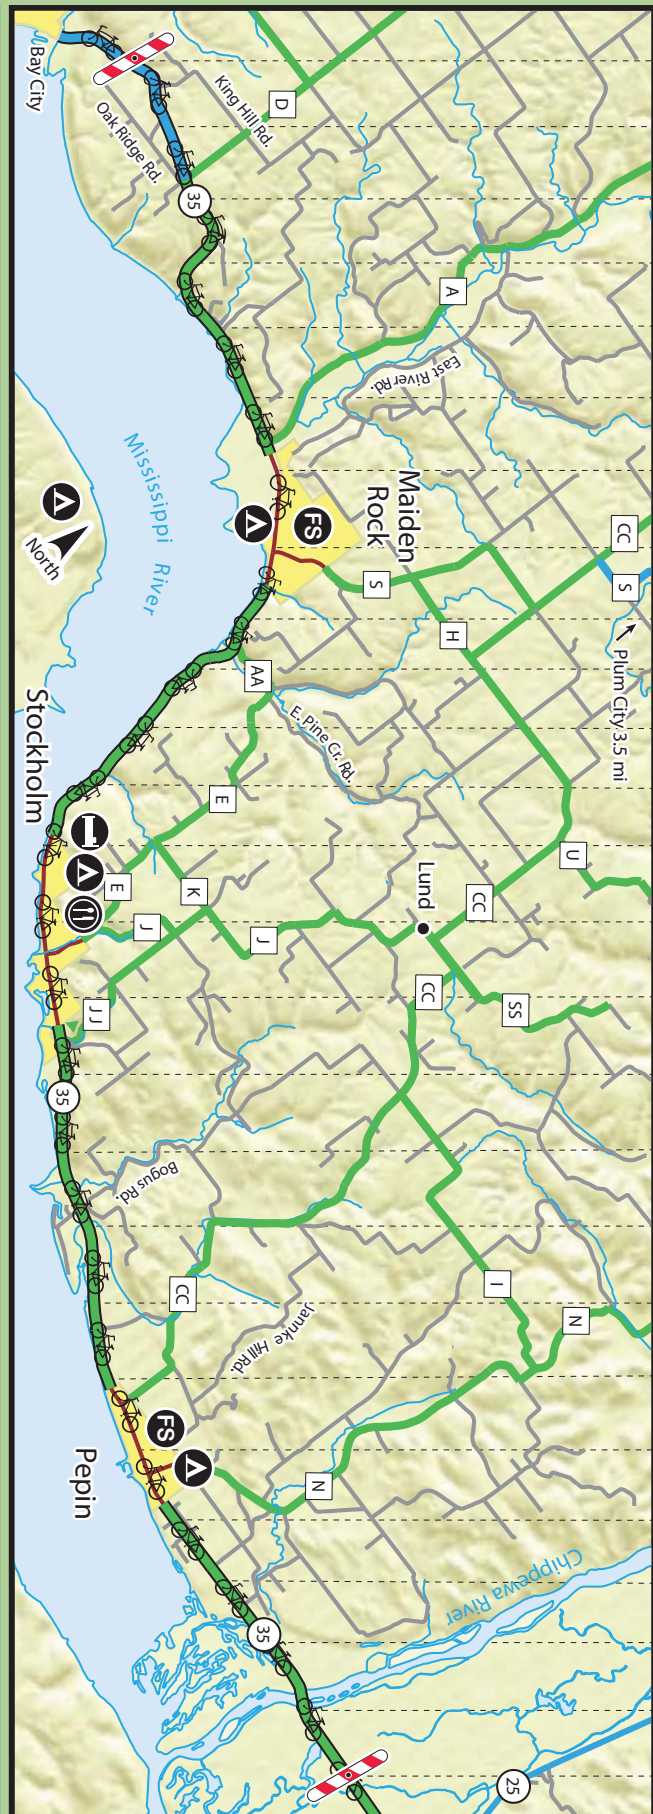 Bay City
Oak Ridge Rd.
King Hill Rd.
D
35
A
East River Rd.
Mississippi River
North
FS
Maiden
Rock
S
CC
S
Plum City 3.5 mi
H
AA
E. Pine Cr. Rd.
E
Stockholm
E
K
J
J
JJ
Lund
CC
U
CC
SS
35
Bogus Rd.
CC
Jannke Hill Rd.
I
N
FS
Pepin
N
Chippewa River
35
25